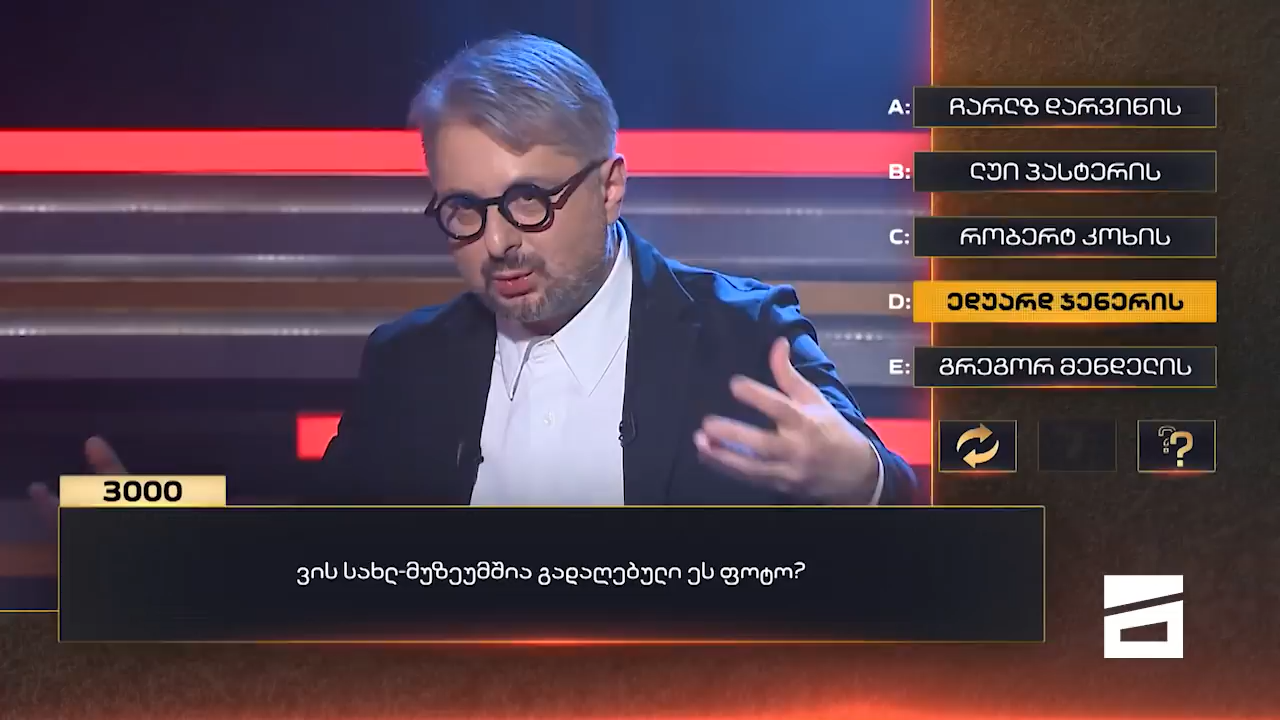 A: ჩარლზ დარვინის
B: ლუი პასტერის
C: რობერტ კოხის
D: ედუარდ ჯენერის
E: გრეგორ მენდელის
??
3000
ვის სახლ-მუზეუმშია გადაღებული ეს ფოტო?